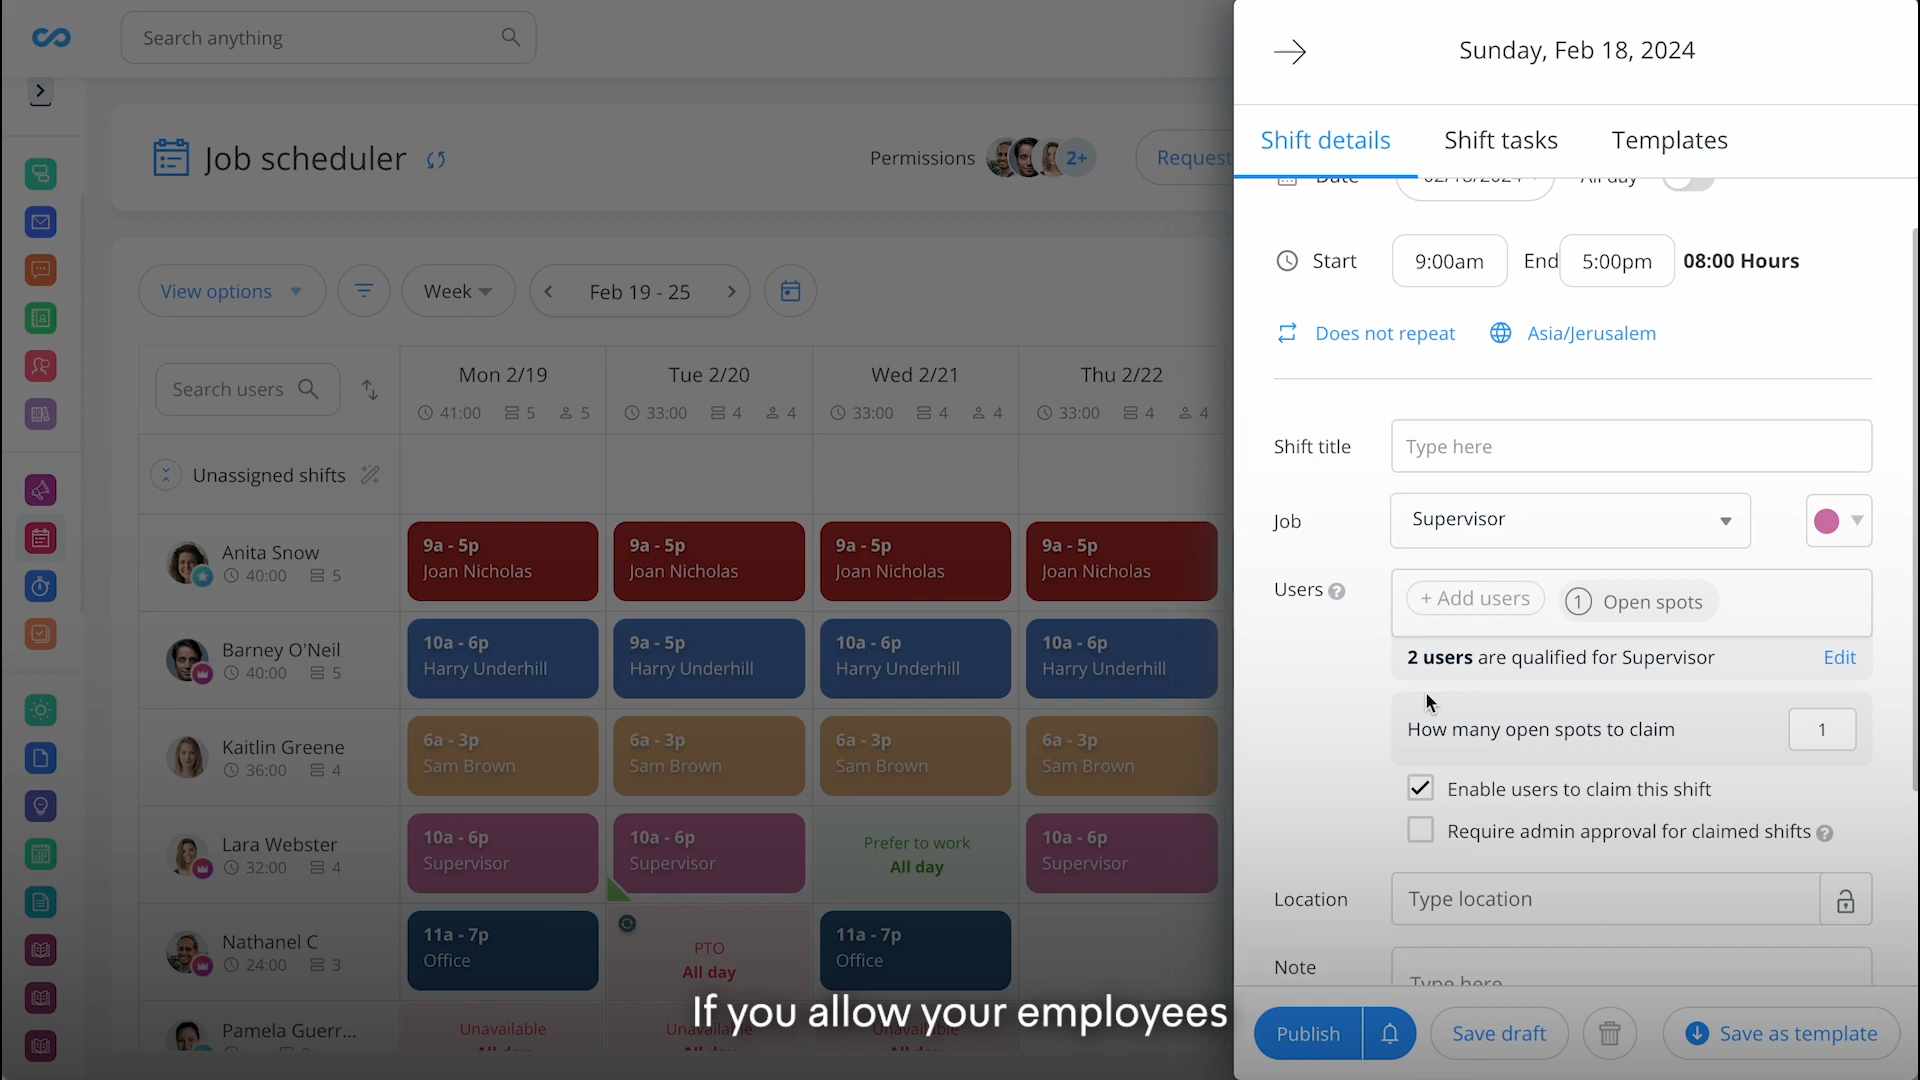 Search anything
Sunday, Feb 18, 2024
Job scheduler
Permissions
2+
Request
Shift details
Shift tasks
Templates
Date
02/18/2024
All day
View options
Week
Feb 19 - 25
Start
9:00am
End
5:00pm
08:00 Hours
Does not repeat
Asia/Jerusalem
Search users
Mon 2/19
Tue 2/20
Wed 2/21
Thu 2/22
41:00 5 5
33:00 4 4
33:00 4 4
33:00 4 4
Unassigned shifts
Shift title
Type here
Job
Supervisor
Users ?
+ Add users
1 Open spots
2 users are qualified for Supervisor
Edit
How many open spots to claim
1
Enable users to claim this shift
Require admin approval for claimed shifts ?
Location
Type location
Note
Type here
Anita Snow
40:00 5
9a - 5p
Joan Nicholas
9a - 5p
Joan Nicholas
9a - 5p
Joan Nicholas
9a - 5p
Joan Nicholas
Barney O'Neil
40:00 5
10a - 6p
Harry Underhill
9a - 5p
Harry Underhill
10a - 6p
Harry Underhill
10a - 6p
Harry Underhill
Kaitlin Greene
36:00 4
6a - 3p
Sam Brown
6a - 3p
Sam Brown
6a - 3p
Sam Brown
6a - 3p
Sam Brown
Lara Webster
32:00 4
10a - 6p
Supervisor
10a - 6p
Supervisor
Prefer to work
All day
10a - 6p
Supervisor
Nathanel C
24:00 3
11a - 7p
Office
PTO
All day
11a - 7p
Office
Pamela Guerr...
Unavailable
All day
Unavailable
All day
Unavailable
All day
If you allow your employees
Publish
Save draft
Save as template